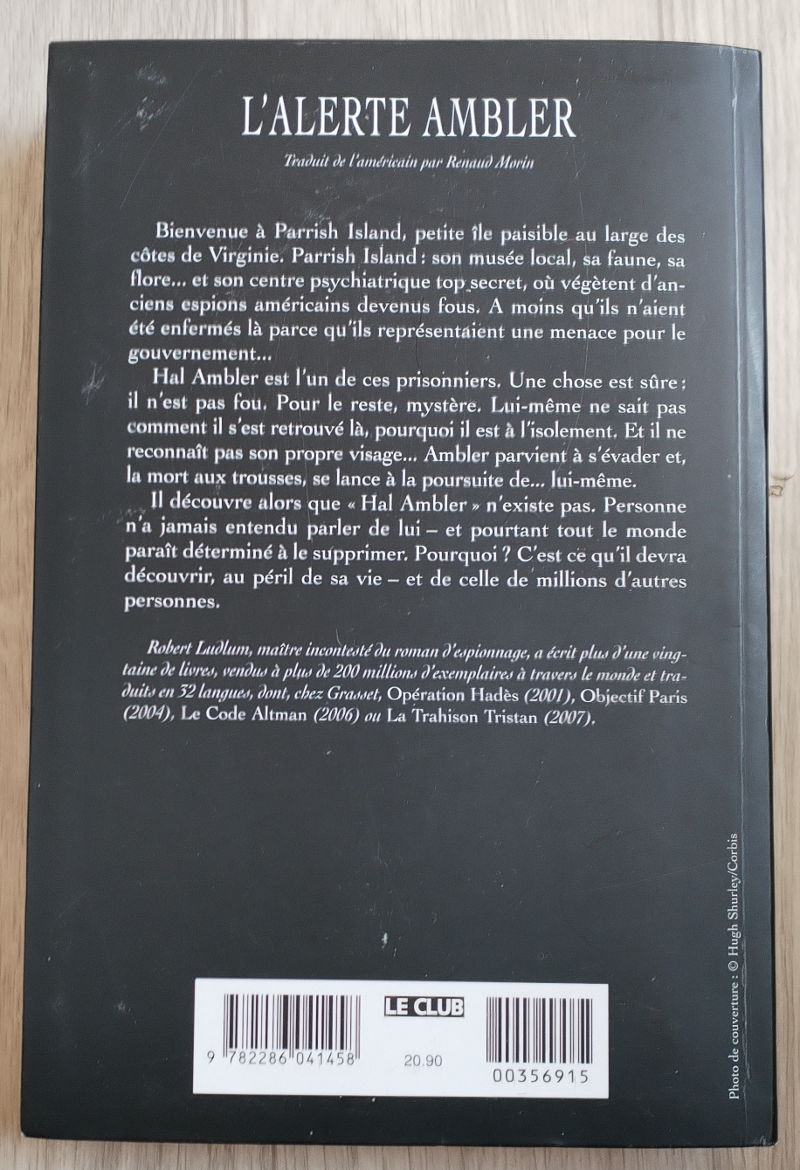 L'ALERTE AMBLER
Traduit de l'américain par Renaud Morin
Bienvenue à Parrish Island, petite île paisible au large des
côtes de Virginie. Parrish Island : son musée local, sa faune, sa
flore... et son centre psychiatrique top secret, où végètent d'an-
ciens espions américains devenus fous. A moins qu'ils n'aient
été enfermés là parce qu'ils représentaient une menace pour le
gouvernement...
Hal Ambler est l'un de ces prisonniers. Une chose est sûre :
il n'est pas fou. Pour le reste, mystère. Lui-même ne sait pas
comment il s'est retrouvé là, pourquoi il est à l'isolement. Et il ne
reconnaît pas son propre visage... Ambler parvient à s'évader et,
la mort aux trousses, se lance à la poursuite de... lui-même.
Il découvre alors que « Hal Ambler » n'existe pas. Personne
n'a jamais entendu parler de lui – et pourtant tout le monde
paraît déterminé à le supprimer. Pourquoi ? C'est ce qu'il devra
découvrir, au péril de sa vie – et de celle de millions d'autres
personnes.
Robert Ludlum, maître incontesté du roman d'espionnage, a écrit plus d'une ving-
taine de livres, vendus à plus de 200 millions d'exemplaires à travers le monde et tra-
duits en 32 langues, dont, chez Grasset, Opération Hadès (2001), Objectif Paris
(2004), Le Code Altman (2006) ou La Trahison Tristan (2007).
Photo de couverture : © Hugh Shurley/Corbis
LE CLUB
9 782286 041458
20.90
00356915